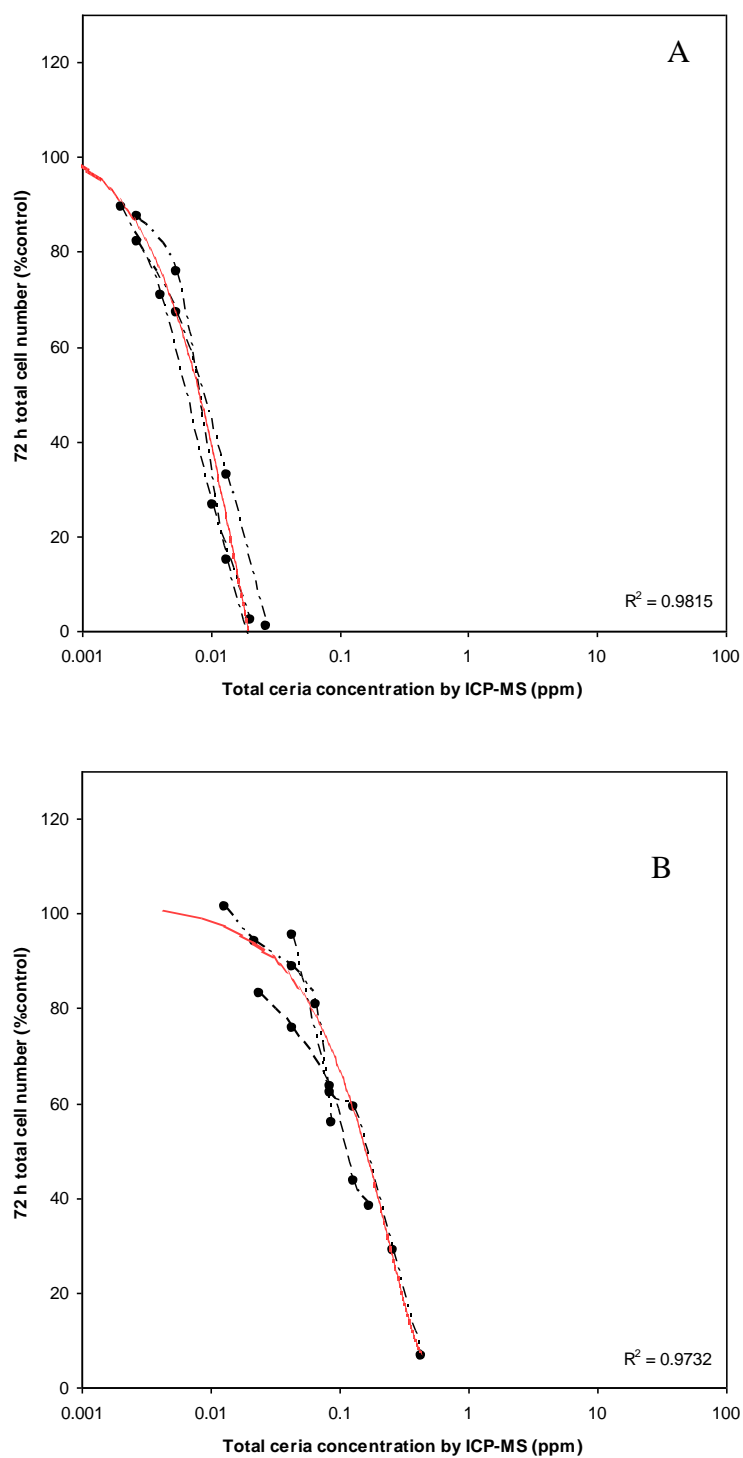 A
120
100
80
60
40
20
0
72 h total cell number (%control)
R² = 0.9815
0.001 0.01 0.1 1 10 100
Total ceria concentration by ICP-MS (ppm)
B
120
100
80
60
40
20
0
72 h total cell number (%control)
R² = 0.9732
0.001 0.01 0.1 1 10 100
Total ceria concentration by ICP-MS (ppm)